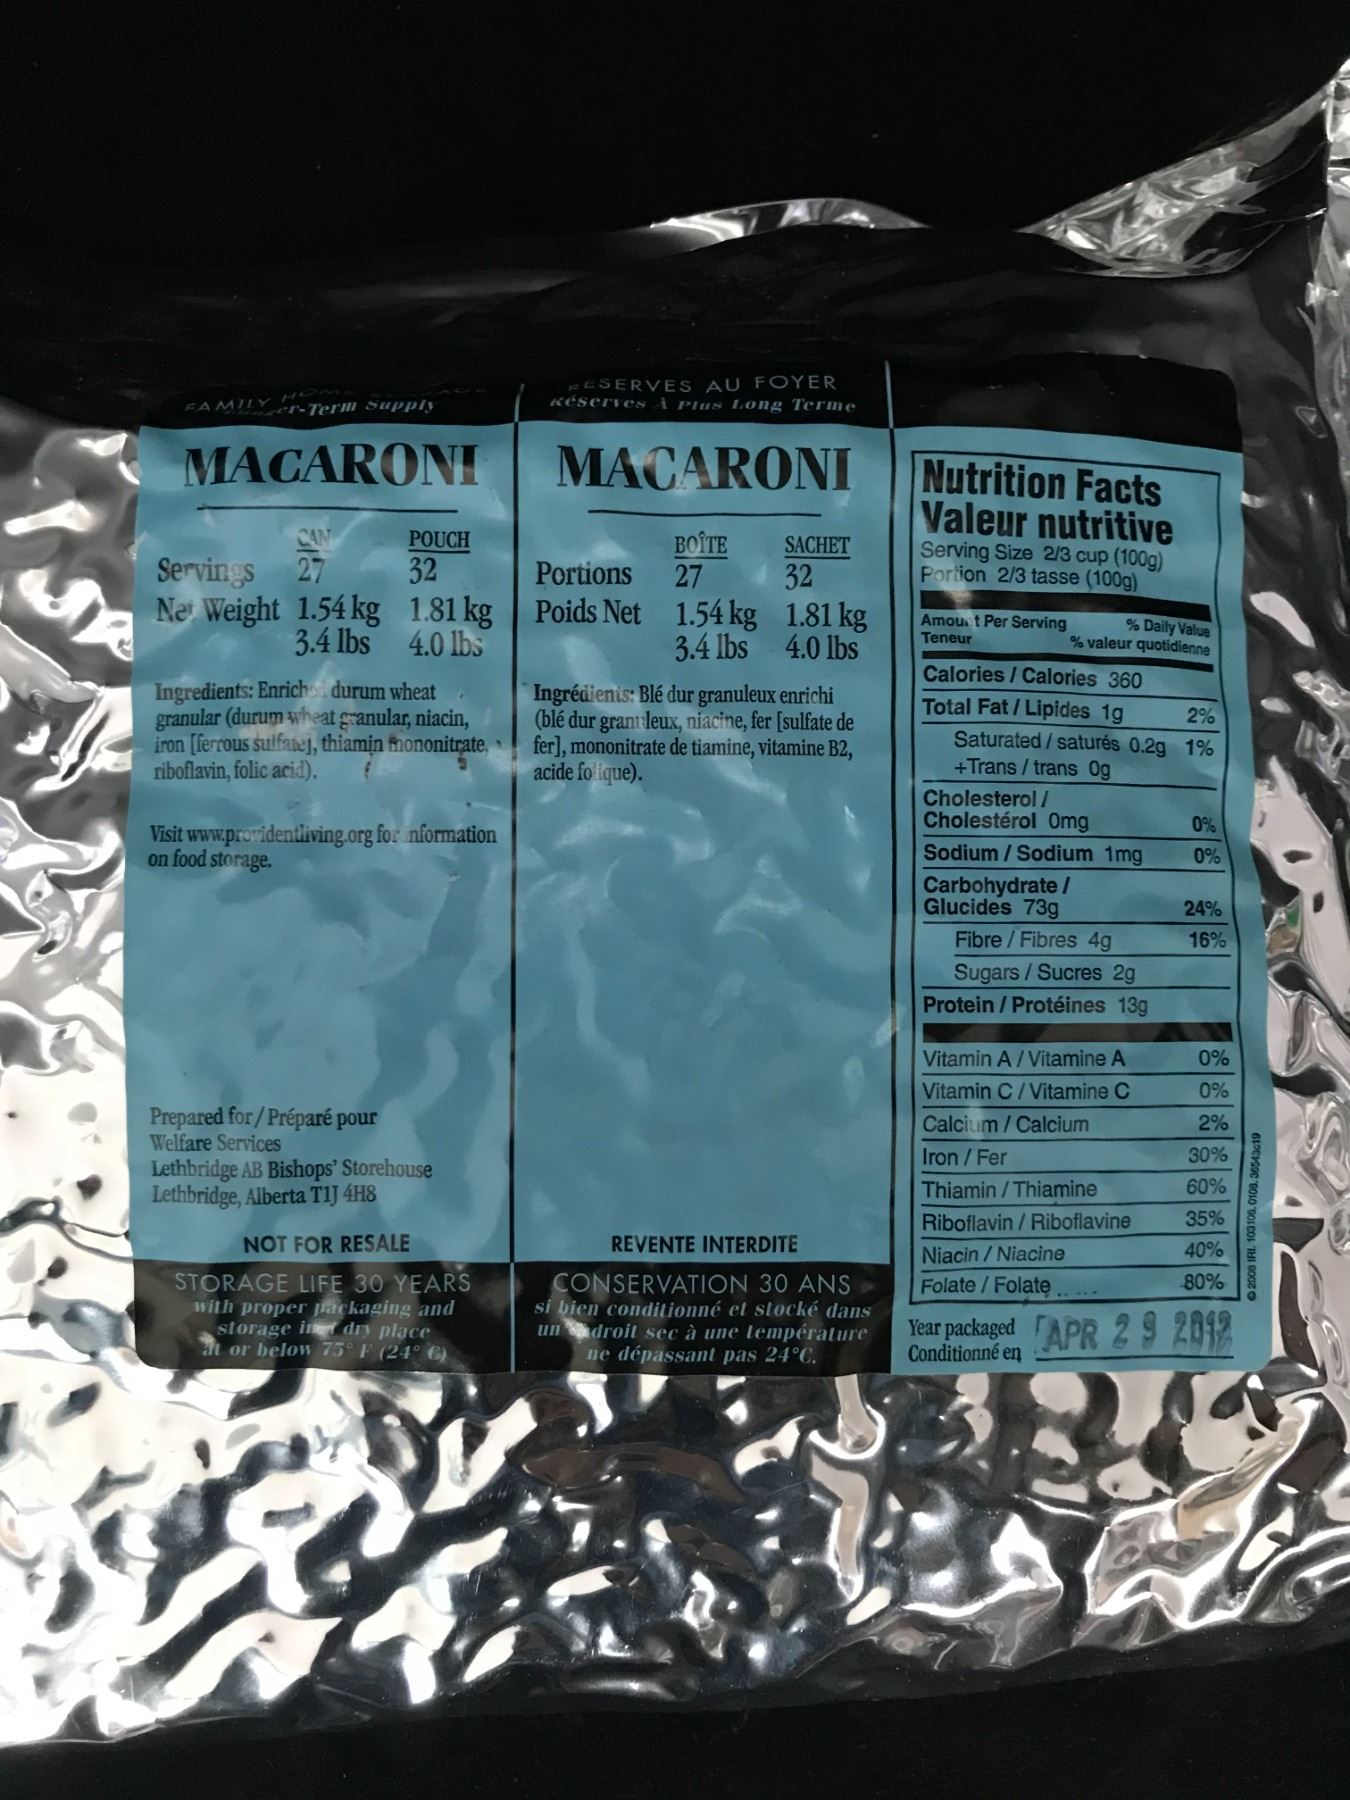 FAMILY HOME STORAGE
Longer-Term Supply
MACARONI
CAN POUCH
Servings 27 32
Net Weight 1.54 kg 1.81 kg
3.4 lbs 4.0 lbs
Ingredients: Enriched durum wheat
granular (durum wheat granular, niacin,
iron [ferrous sulfate], thiamin mononitrate,
riboflavin, folic acid).
Visit www.providentliving.org for information
on food storage.
Prepared for / Préparé pour
Welfare Services
Lethbridge AB Bishops' Storehouse
Lethbridge, Alberta T1J 4H8
NOT FOR RESALE
STORAGE LIFE 30 YEARS
with proper packaging and
storage in a dry place
at or below 75° F (24° C)
RESERVES AU FOYER
Réserves À Plus Long Terme
MACARONI
BOÎTE SACHET
Portions 27 32
Poids Net 1.54 kg 1.81 kg
3.4 lbs 4.0 lbs
Ingrédients: Blé dur granuleux enrichi
(blé dur granuleux, niacine, fer [sulfate de
fer], mononitrate de tiamine, vitamine B2,
acide folique).
REVENTE INTERDITE
CONSERVATION 30 ANS
si bien conditionné et stocké dans
un endroit sec à une température
ne dépassant pas 24°C.
Nutrition Facts
Valeur nutritive
Serving Size 2/3 cup (100g)
Portion 2/3 tasse (100g)
Amount Per Serving % Daily Value
Teneur % valeur quotidienne
Calories / Calories 360
Total Fat / Lipides 1g 2%
Saturated / saturés 0.2g 1%
+Trans / trans 0g
Cholesterol /
Cholestérol 0mg 0%
Sodium / Sodium 1mg 0%
Carbohydrate /
Glucides 73g 24%
Fibre / Fibres 4g 16%
Sugars / Sucres 2g
Protein / Protéines 13g
Vitamin A / Vitamine A 0%
Vitamin C / Vitamine C 0%
Calcium / Calcium 2%
Iron / Fer 30%
Thiamin / Thiamine 60%
Riboflavin / Riboflavine 35%
Niacin / Niacine 40%
Folate / Folate 80%
Year packaged APR 29 2012
Conditionné en
© 2008 IRI. 103106, 0108. 36543c19